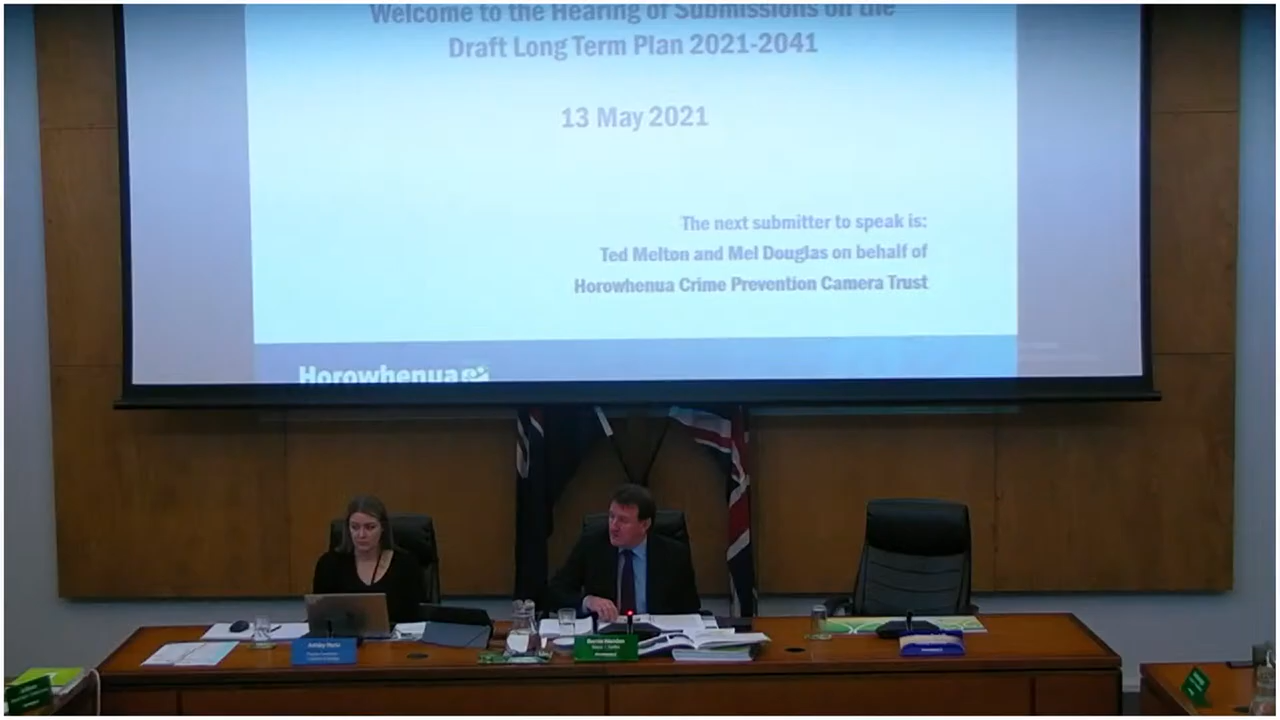 Welcome to the Hearing of Submissions on the
Draft Long Term Plan 2021-2041
13 May 2021
The next submitter to speak is:
Ted Melton and Mel Douglas on behalf of
Horowhenua Crime Prevention Camera Trust
Horowhenua